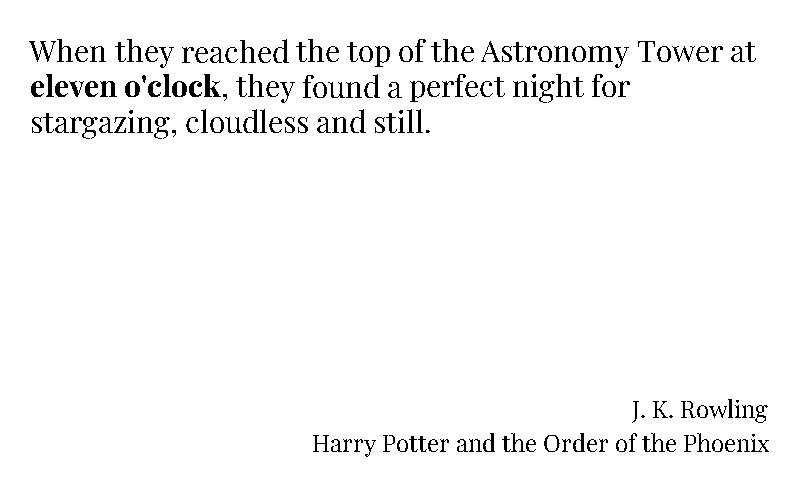 When they reached the top of the Astronomy Tower at
eleven o'clock, they found a perfect night for
stargazing, cloudless and still.
J. K. Rowling
Harry Potter and the Order of the Phoenix